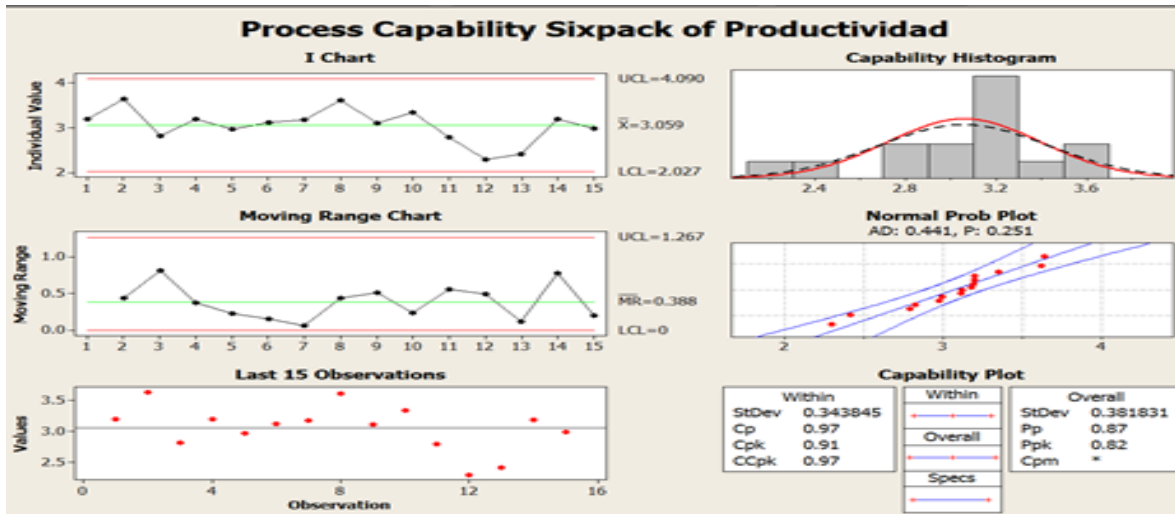 Process Capability Sixpack of Productividad
I Chart
Individual Value
4
3
2
UCL=4.090
X̄=3.059
LCL=2.027
1 2 3 4 5 6 7 8 9 10 11 12 13 14 15
Capability Histogram
2.4 2.8 3.2 3.6
Moving Range Chart
Moving Range
1.0
0.5
0.0
UCL=1.267
M̅R̅=0.388
LCL=0
1 2 3 4 5 6 7 8 9 10 11 12 13 14 15
Normal Prob Plot
AD: 0.441, P: 0.251
2 3 4
Last 15 Observations
Values
3.5
3.0
2.5
0 4 8 12 16
Observation
Capability Plot
Within
StDev 0.343845
Cp 0.97
Cpk 0.91
CCpk 0.97
Within
Overall
Specs
Overall
StDev 0.381831
Pp 0.87
Ppk 0.82
Cpm *